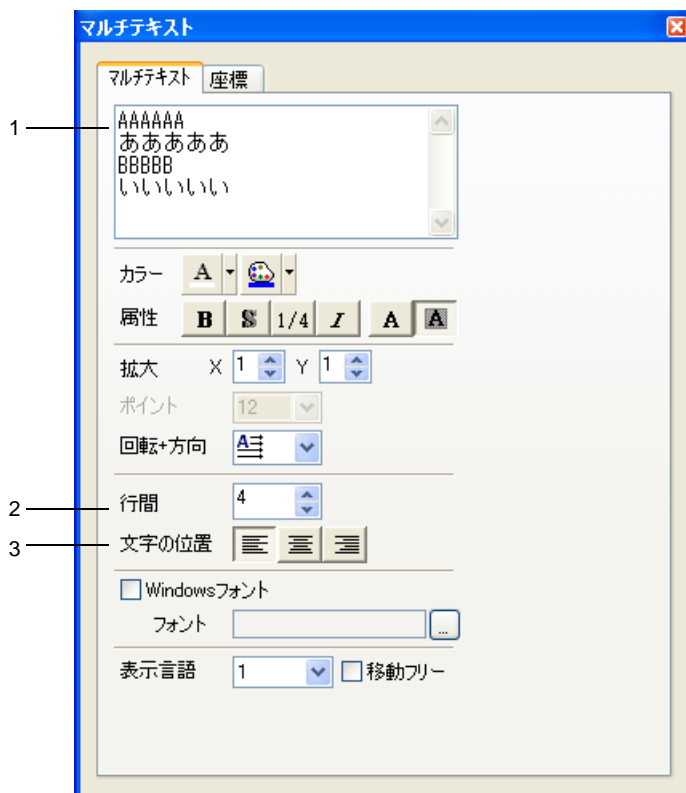 マルチテキスト
マルチテキスト 座標
1 AAAAAA
あああああ
BBBBB
いいいいい
カラー A
属性 B S 1/4 I A A
拡大 X 1 Y 1
ポイント 12
回転+方向 A
2 行間 4
3 文字の位置
Windowsフォント
フォント ...
表示言語 1 移動フリー